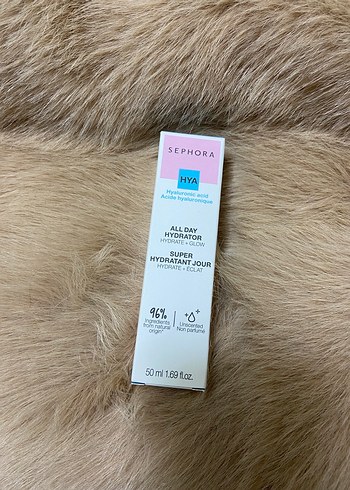 SEPHORA
HYA
Hyaluronic acid
Acide hyaluronique
ALL DAY
HYDRATOR
HYDRATE + GLOW
SUPER
HYDRATANT JOUR
HYDRATE + ÉCLAT
96%
Ingredients
from natural
origin*
Unscented
Non parfumé
50 ml 1.69 fl.oz.